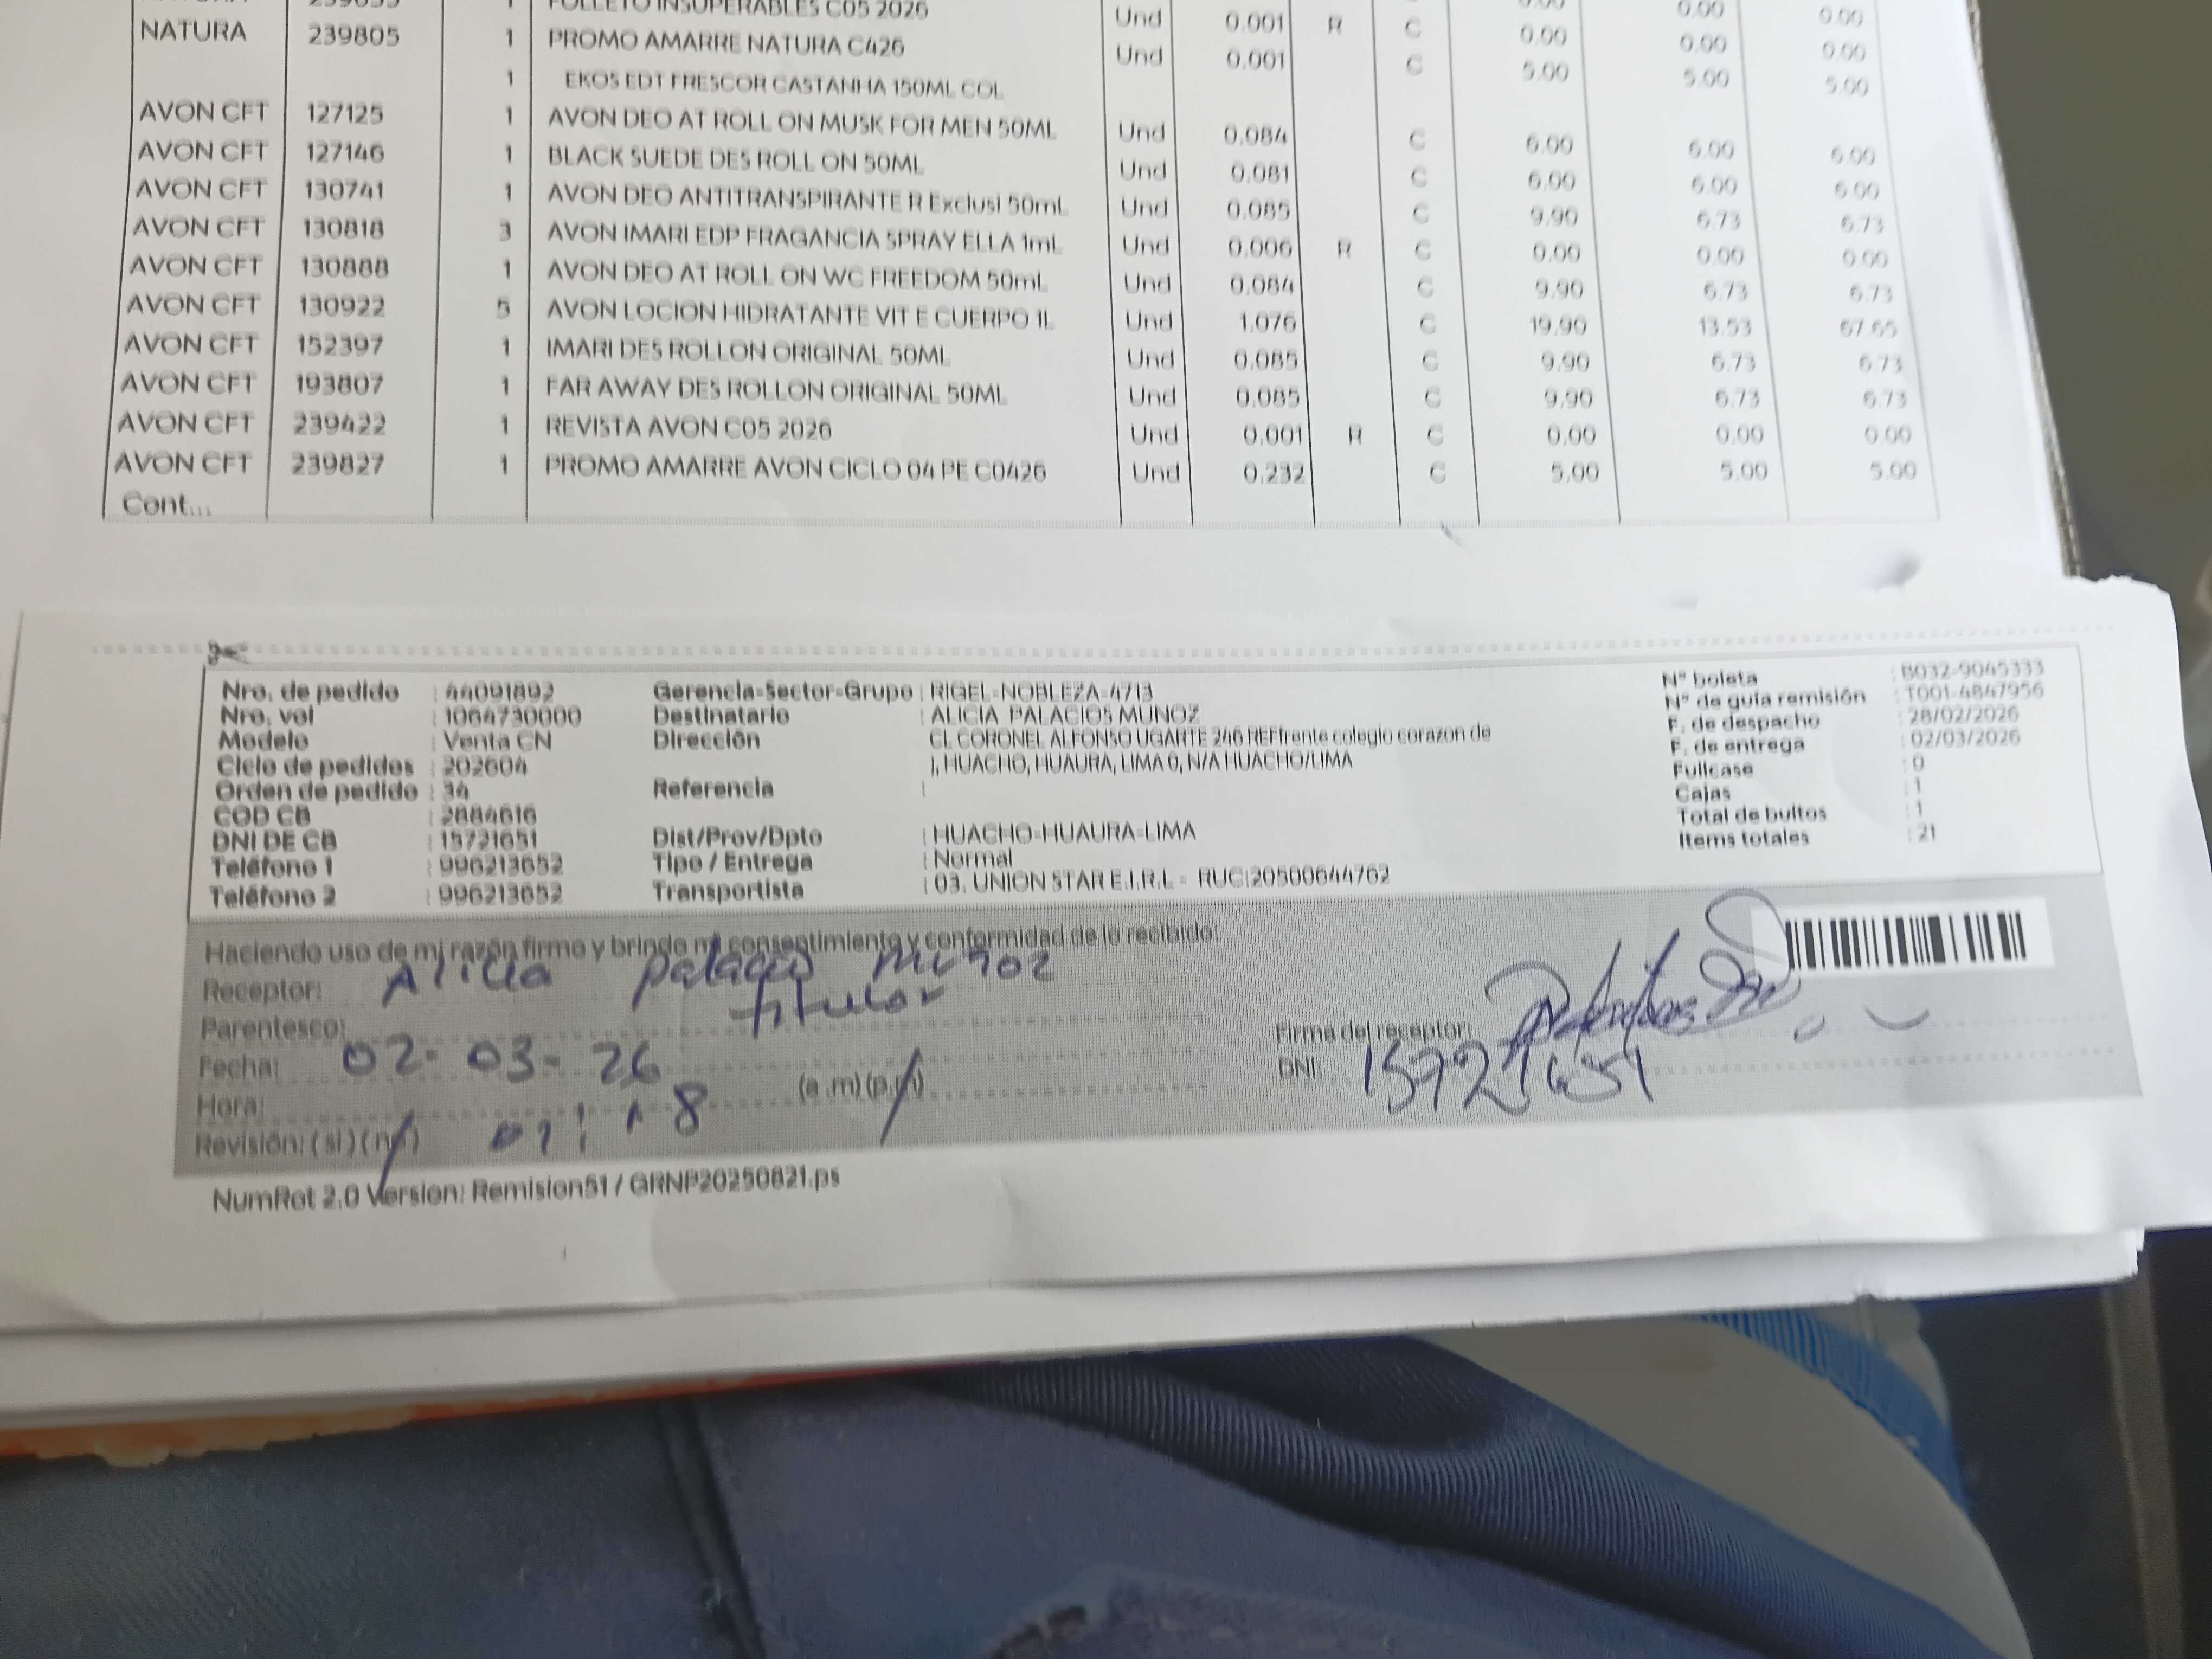 FOLLETO INSUPERABLES C05 2026 Und 0.001 R C 0.00 0.00 0.00
NATURA 239805 1 PROMO AMARRE NATURA C426 Und 0.001 C 0.00 0.00 0.00
1 EKOS EDT FRESCOR CASTANHA 150ML COL 5.00 5.00 5.00
AVON CFT 127125 1 AVON DEO AT ROLL ON MUSK FOR MEN 50ML Und 0.084 C 6.00 6.00 6.00
AVON CFT 127146 1 BLACK SUEDE DES ROLL ON 50ML Und 0.081 C 6.00 6.00 6.00
AVON CFT 130741 1 AVON DEO ANTITRANSPIRANTE R Exclusi 50mL Und 0.085 C 9.90 6.73 6.73
AVON CFT 130818 3 AVON IMARI EDP FRAGANCIA SPRAY ELLA 1mL Und 0.006 R C 0.00 0.00 0.00
AVON CFT 130888 1 AVON DEO AT ROLL ON WC FREEDOM 50mL Und 0.084 C 9.90 6.73 6.73
AVON CFT 130922 5 AVON LOCION HIDRATANTE VIT E CUERPO 1L Und 1.076 C 19.90 13.53 67.65
AVON CFT 152397 1 IMARI DES ROLLON ORIGINAL 50ML Und 0.085 C 9.90 6.73 6.73
AVON CFT 193807 1 FAR AWAY DES ROLLON ORIGINAL 50ML Und 0.085 C 9.90 6.73 6.73
AVON CFT 239422 1 REVISTA AVON C05 2026 Und 0.001 R C 0.00 0.00 0.00
AVON CFT 239827 1 PROMO AMARRE AVON CICLO 04 PE C0426 Und 0.232 C 5.00 5.00 5.00
Cont...
Nro. de pedido : 44091892 Gerencia-Sector-Grupo : RIGEL-NOBLEZA-4713 N° boleta : B032-9045333
Nro. vol : 1064730000 Destinatario : ALICIA PALACIOS MUNOZ N° de guía remisión : T001-4847956
Modelo : Venta CN Dirección CL CORONEL ALFONSO UGARTE 246 REFfrente colegio corazon de F. de despacho : 28/02/2026
Ciclo de pedidos : 202604 ), HUACHO, HUAURA, LIMA 0, N/A HUACHO/LIMA F. de entrega : 02/03/2026
Orden de pedido : 34 Referencia : Fullcase : 0
COD CB : 2884616 Cajas : 1
DNI DE CB : 15721651 Dist/Prov/Dpto : HUACHO-HUAURA-LIMA Total de bultos : 1
Teléfono 1 : 996213652 Tipo / Entrega : Normal Items totales : 21
Teléfono 2 : 996213652 Transportista : 03. UNION STAR E.I.R.L - RUC:20500644762
Haciendo uso de mi razón firmo y brindo mi consentimiento y conformidad de lo recibido:
Receptor: Alicia palacio muñoz
Parentesco: titular Firma del receptor:
Fecha: 02-03-26 DNI: 15721651
Hora: 01:18 (a.m)(p.m)
Revisión: (si) (no)
NumRot 2.0 Version: Remision51 / GRNP20250821.ps